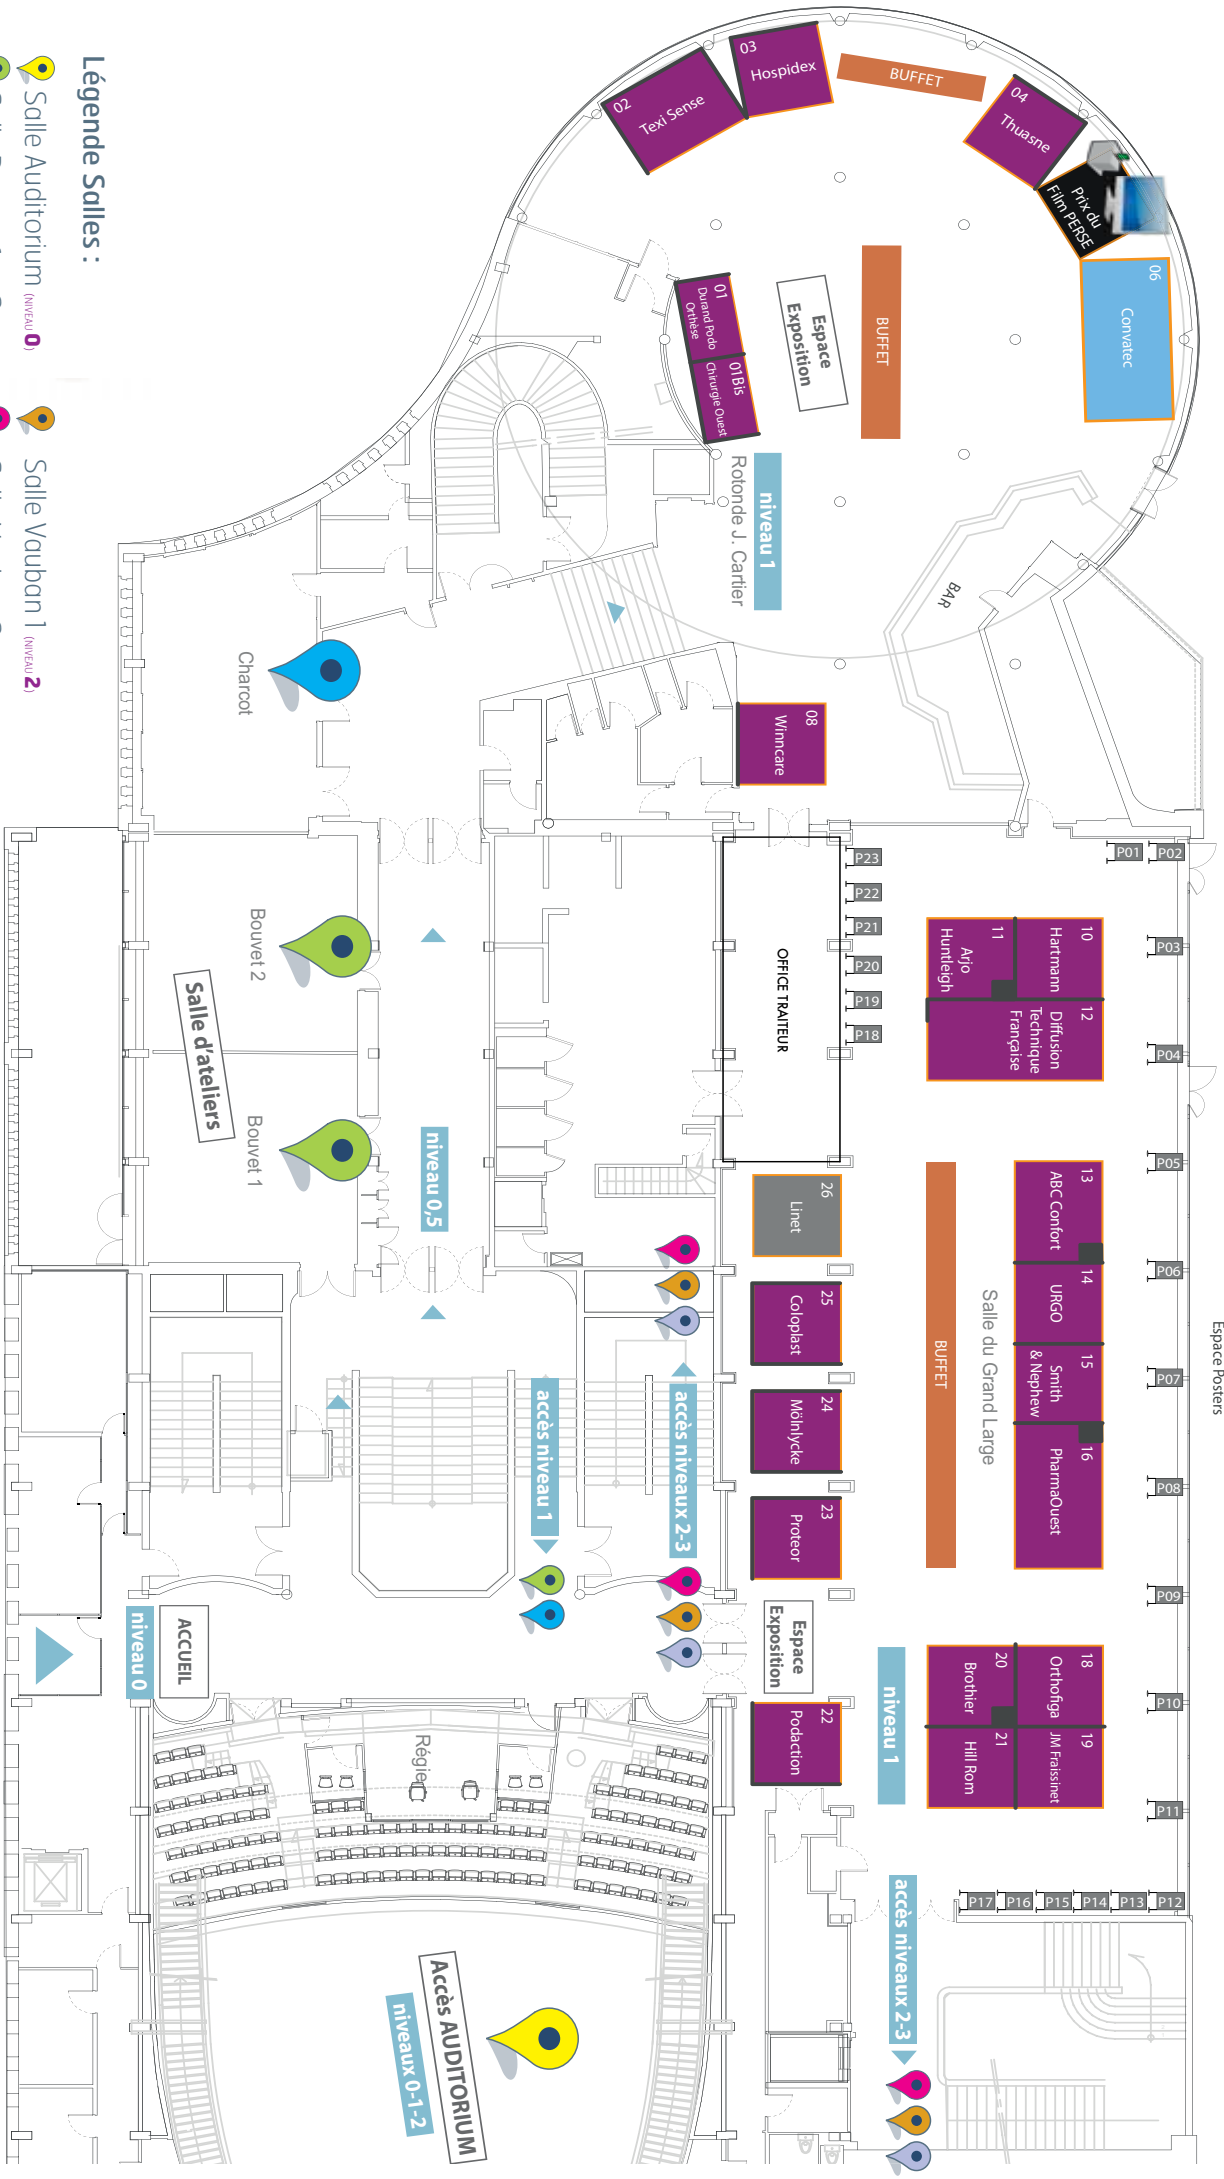 Légende Salles :
Salle Auditorium (NIVEAU 0)
Salle Vauban 1 (NIVEAU 2)
02
Texi Sense
03
Hospidex
BUFFET
04
Thuasne
Prix du
Film PERSE
06
Convatec
01
Durand Podo
Orthèse
01Bis
Chirurgie Ouest
Espace
Exposition
BUFFET
niveau 1
Rotonde J. Cartier
BAR
Charcot
08
Winncare
P01
P02
P23
P22
P21
P20
P19
P18
OFFICE TRAITEUR
10
Hartmann
11
Arjo
Huntleigh
12
Diffusion
Technique
Française
P03
P04
P05
P06
P07
P08
P09
P10
P11
Espace Posters
Bouvet 2
Salle d'ateliers
Bouvet 1
niveau 0,5
13
ABC Confort
14
URGO
15
Smith
& Nephew
16
PharmaOuest
Salle du Grand Large
BUFFET
26
Linet
25
Coloplast
24
Mölnlycke
23
Proteor
accès niveaux 2-3
accès niveau 1
Espace
Exposition
22
Podaction
niveau 1
18
Orthofiga
19
JM Fraissinet
20
Brothier
21
Hill Rom
ACCUEIL
niveau 0
Régie
P17
P16
P15
P14
P13
P12
accès niveaux 2-3
Accès AUDITORIUM
niveaux 0-1-2